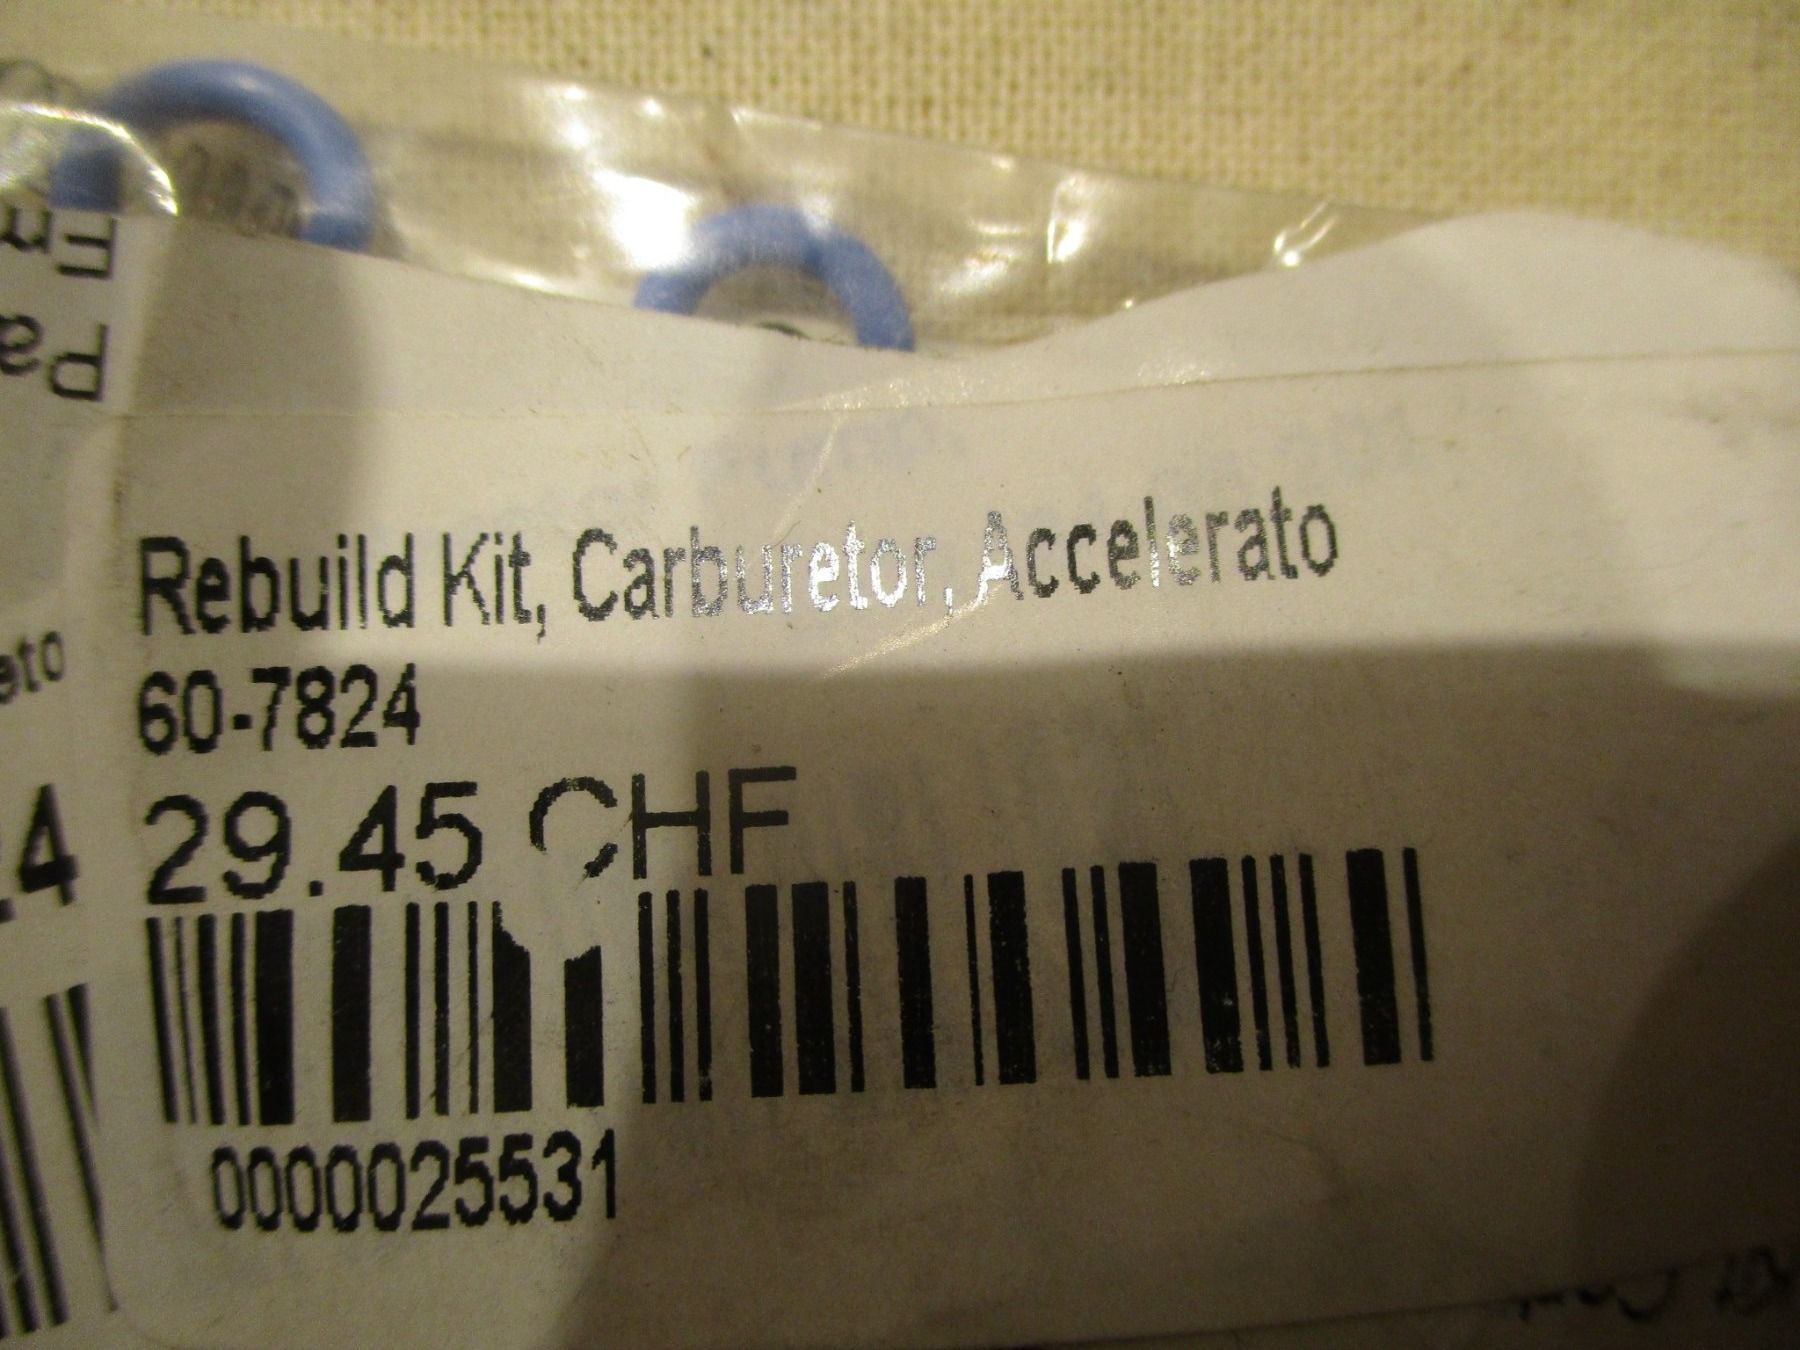 Rebuild Kit, Carburetor, Accelerato
60-7824
29.45 CHF
0000025531